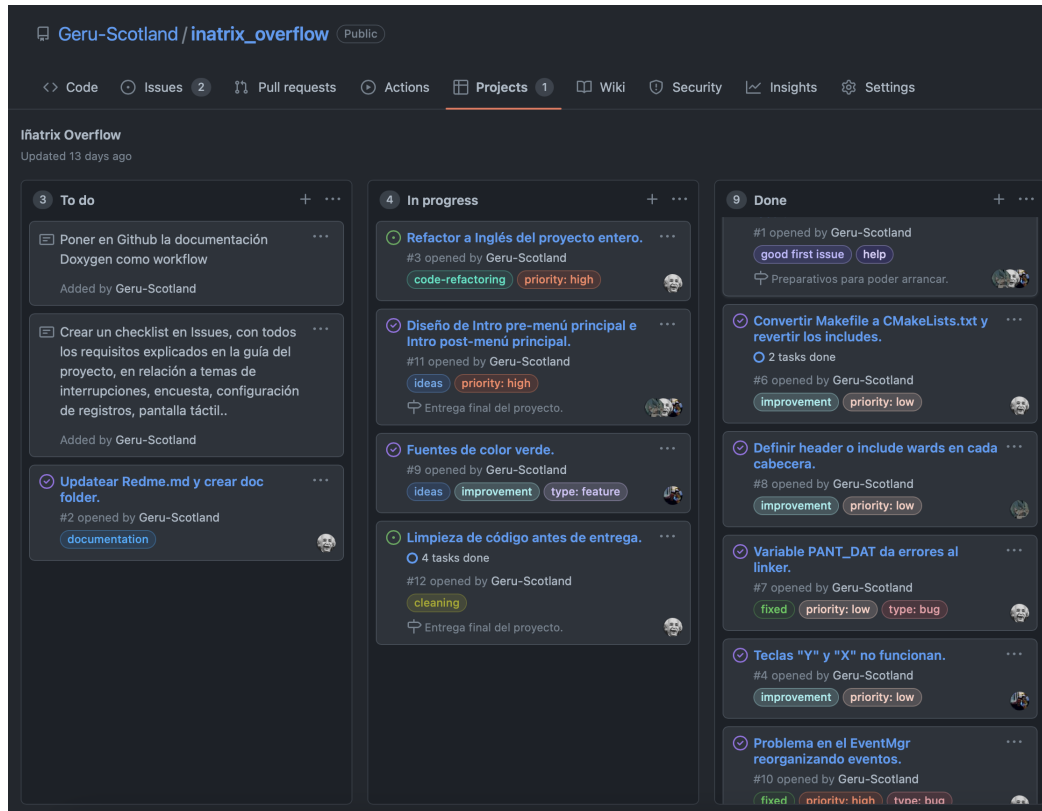 Geru-Scotland / inatrix_overflow Public
Code Issues 2 Pull requests Actions Projects 1 Wiki Security Insights Settings
Iñatrix Overflow
Updated 13 days ago
3 To do
Poner en Github la documentación
Doxygen como workflow
Added by Geru-Scotland
Crear un checklist en Issues, con todos
los requisitos explicados en la guía del
proyecto, en relación a temas de
interrupciones, encuesta, configuración
de registros, pantalla táctil..
Added by Geru-Scotland
Updatear Redme.md y crear doc
folder.
#2 opened by Geru-Scotland
documentation
4 In progress
Refactor a Inglés del proyecto entero.
#3 opened by Geru-Scotland
code-refactoring priority: high
Diseño de Intro pre-menú principal e
Intro post-menú principal.
#11 opened by Geru-Scotland
ideas priority: high
Entrega final del proyecto.
Fuentes de color verde.
#9 opened by Geru-Scotland
ideas improvement type: feature
Limpieza de código antes de entrega.
4 tasks done
#12 opened by Geru-Scotland
cleaning
Entrega final del proyecto.
9 Done
#1 opened by Geru-Scotland
good first issue help
Preparativos para poder arrancar.
Convertir Makefile a CMakeLists.txt y
revertir los includes.
2 tasks done
#6 opened by Geru-Scotland
improvement priority: low
Definir header o include wards en cada
cabecera.
#8 opened by Geru-Scotland
improvement priority: low
Variable PANT_DAT da errores al
linker.
#7 opened by Geru-Scotland
fixed priority: low type: bug
Teclas "Y" y "X" no funcionan.
#4 opened by Geru-Scotland
improvement priority: low
Problema en el EventMgr
reorganizando eventos.
#10 opened by Geru-Scotland
fixed priority: high type: bug